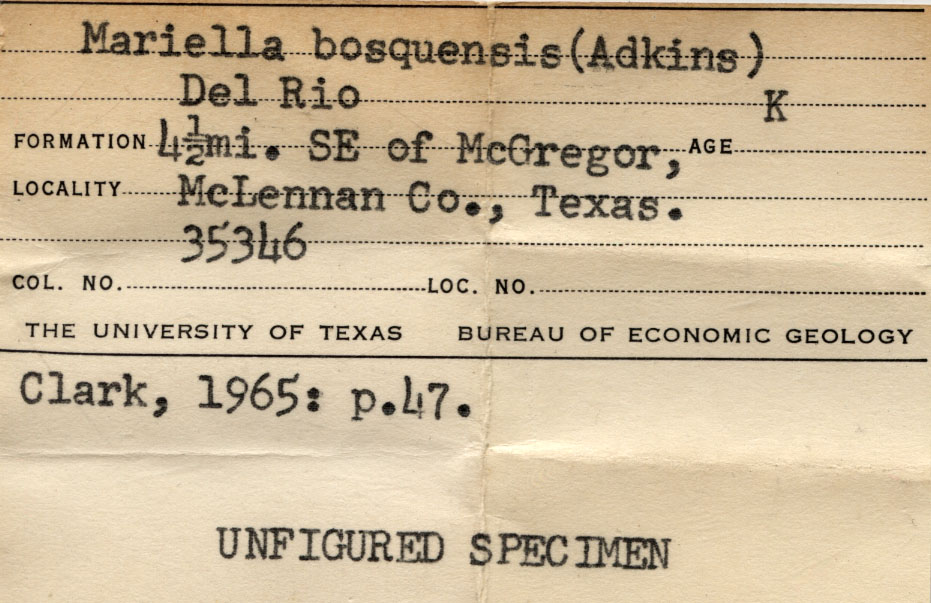 Mariella bosquensis(Adkins)
Del Rio K
FORMATION 4½mi. SE of McGregor, AGE
LOCALITY McLennan Co., Texas.
35346
COL. NO. LOC. NO.
THE UNIVERSITY OF TEXAS BUREAU OF ECONOMIC GEOLOGY
Clark, 1965: p.47.
UNFIGURED SPECIMEN